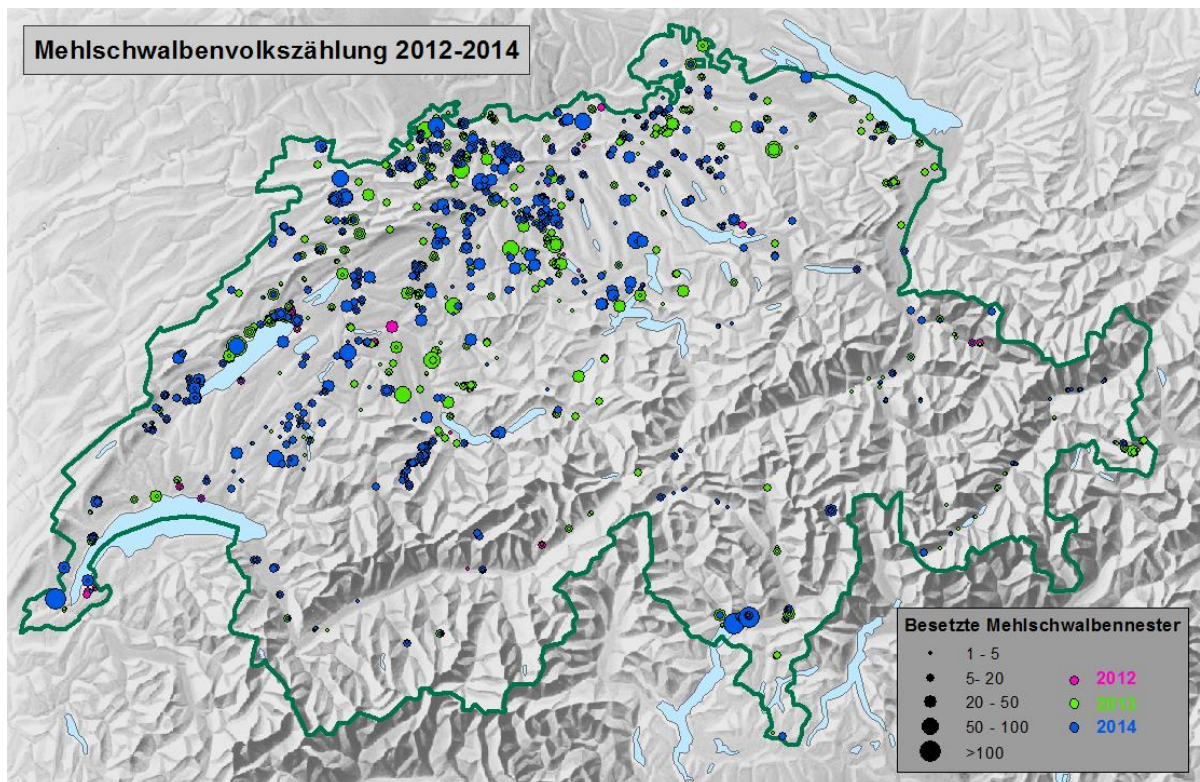 Mehlschwalbenvolkszählung 2012-2014
Besetzte Mehlschwalbennester
1 - 5
5- 20 2012
20 - 50 2013
50 - 100 2014
>100